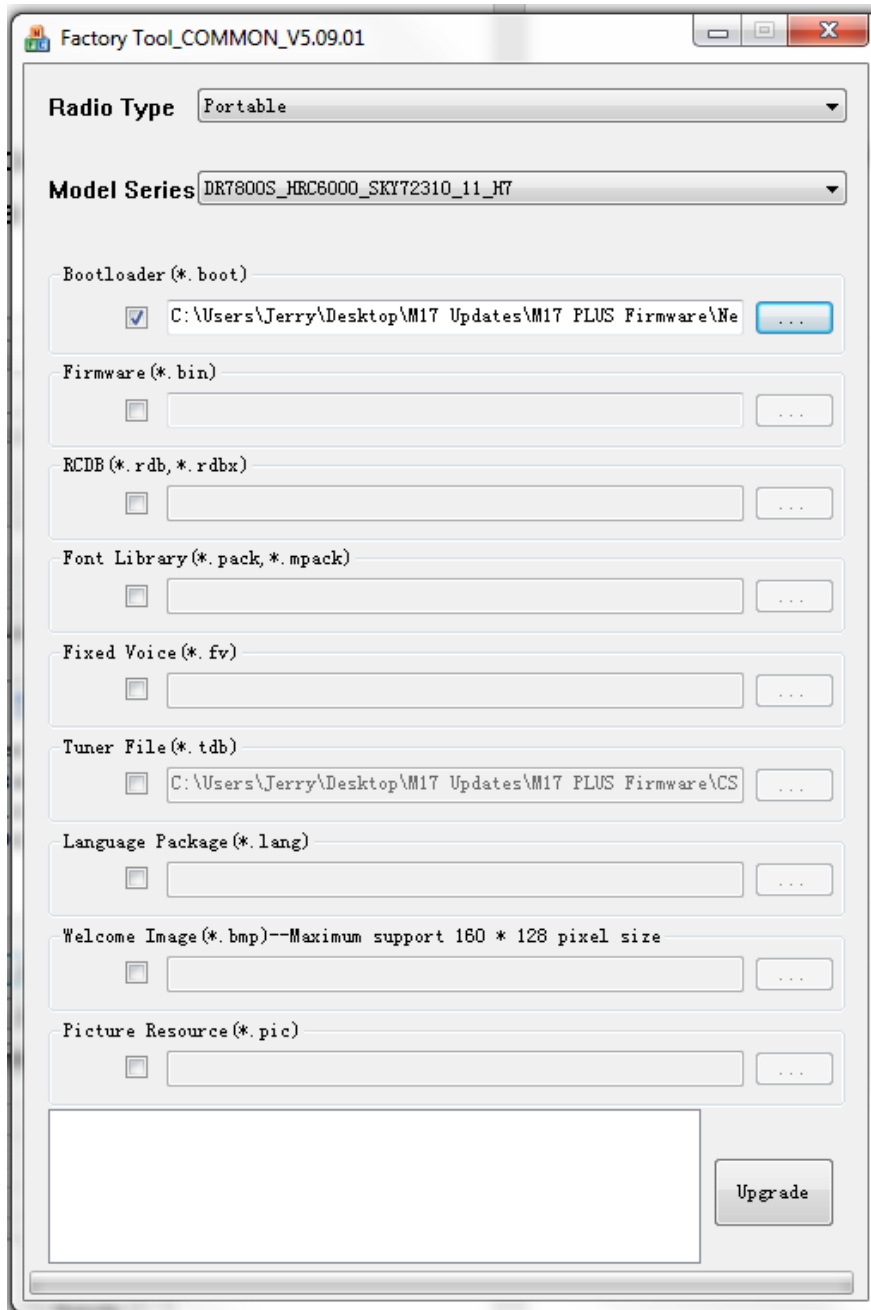 Factory Tool_COMMON_V5.09.01
Radio Type Portable
Model Series DR7800S_HRC6000_SKY72310_11_H7
Bootloader(*.boot)
C:\Users\Jerry\Desktop\M17 Updates\M17 PLUS Firmware\Ne ...
Firmware(*.bin)
...
RCDB(*.rdb,*.rdbx)
...
Font Library(*.pack,*.mpack)
...
Fixed Voice(*.fv)
...
Tuner File(*.tdb)
C:\Users\Jerry\Desktop\M17 Updates\M17 PLUS Firmware\CS ...
Language Package(*.lang)
...
Welcome Image(*.bmp)--Maximum support 160 * 128 pixel size
...
Picture Resource(*.pic)
...
Upgrade